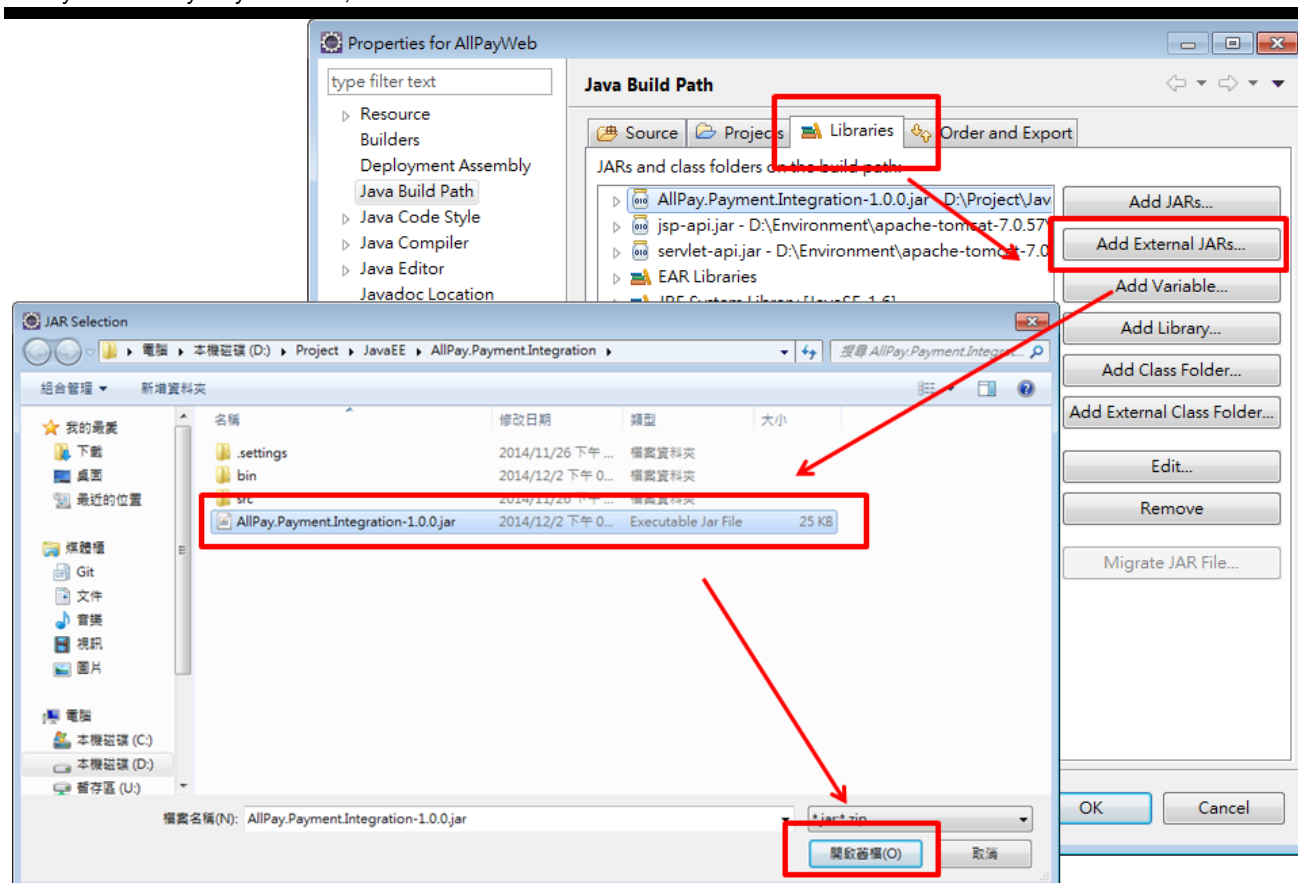 Properties for AllPayWeb
type filter text
Resource
Builders
Deployment Assembly
Java Build Path
Java Code Style
Java Compiler
Java Editor
Javadoc Location
Java Build Path
Source
Projects
Libraries
Order and Export
JARs and class folders on the build path:
AllPay.Payment.Integration-1.0.0.jar - D:\Project\Jav
jsp-api.jar - D:\Environment\apache-tomcat-7.0.57\
servlet-api.jar - D:\Environment\apache-tomcat-7.0
EAR Libraries
JRE System Library [JavaSE-1.6]
Add JARs...
Add External JARs...
Add Variable...
Add Library...
Add Class Folder...
Add External Class Folder...
Edit...
Remove
Migrate JAR File...
OK
Cancel
JAR Selection
電腦
本機磁碟 (D:)
Project
JavaEE
AllPay.Payment.Integration
搜尋 AllPay.Payment.Integrat...
組合管理
新增資料夾
我的最愛
下載
桌面
最近的位置
媒體櫃
Git
文件
音樂
視訊
圖片
電腦
本機磁碟 (C:)
本機磁碟 (D:)
暫存區 (U:)
名稱 修改日期 類型 大小
.settings 2014/11/26 下午 ... 檔案資料夾
bin 2014/12/2 下午 0... 檔案資料夾
src 2014/11/26 下午 ... 檔案資料夾
AllPay.Payment.Integration-1.0.0.jar 2014/12/2 下午 0... Executable Jar File 25 KB
檔案名稱(N): AllPay.Payment.Integration-1.0.0.jar
*.jar;*.zip
開啟舊檔(O)
取消